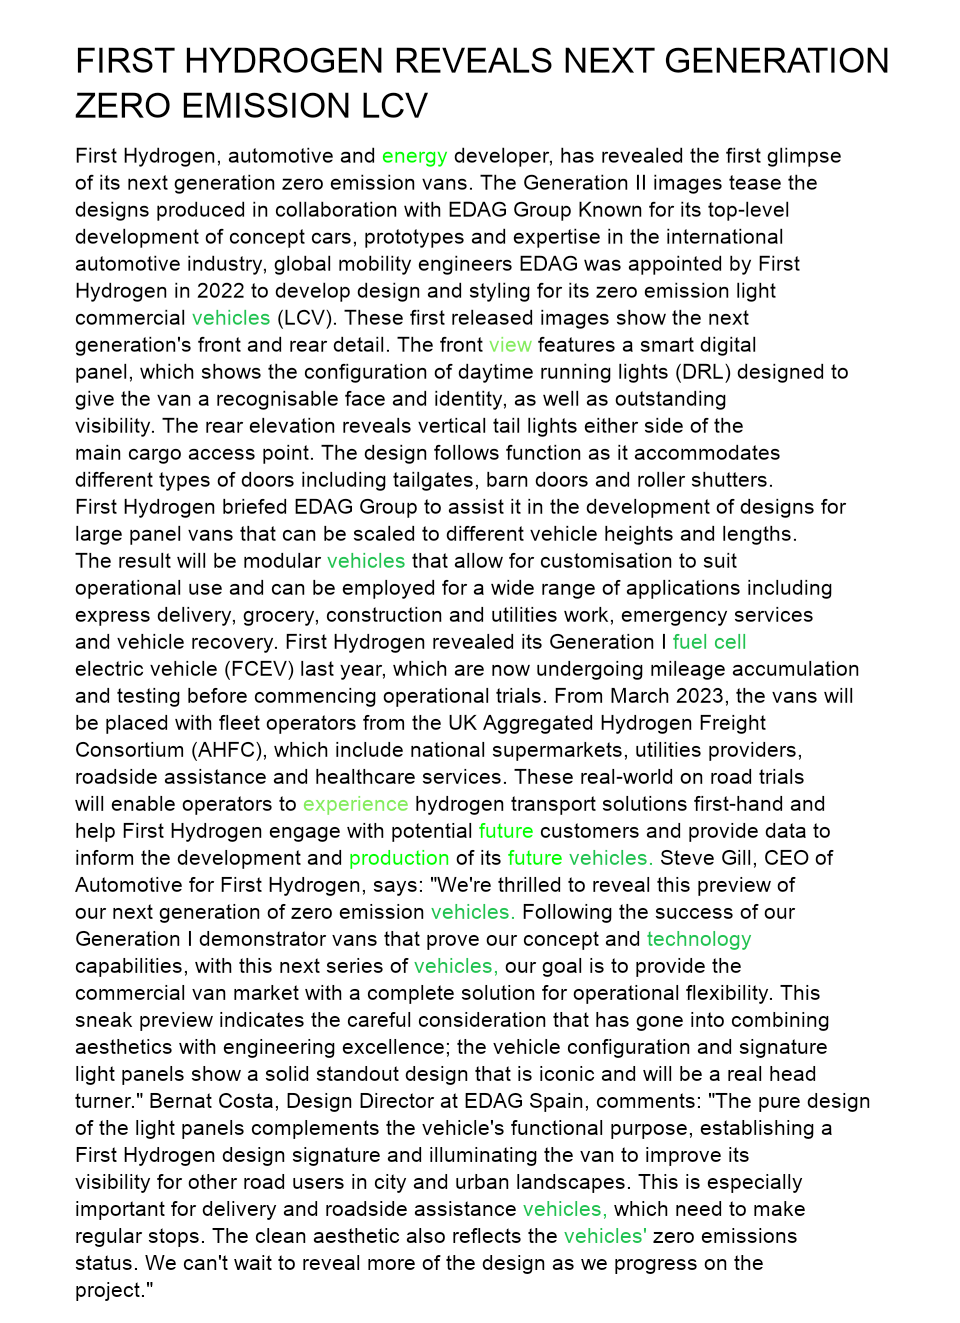 FIRST HYDROGEN REVEALS NEXT GENERATION
ZERO EMISSION LCV
First Hydrogen, automotive and energy developer, has revealed the first glimpse
of its next generation zero emission vans. The Generation II images tease the
designs produced in collaboration with EDAG Group Known for its top-level
development of concept cars, prototypes and expertise in the international
automotive industry, global mobility engineers EDAG was appointed by First
Hydrogen in 2022 to develop design and styling for its zero emission light
commercial vehicles (LCV). These first released images show the next
generation's front and rear detail. The front view features a smart digital
panel, which shows the configuration of daytime running lights (DRL) designed to
give the van a recognisable face and identity, as well as outstanding
visibility. The rear elevation reveals vertical tail lights either side of the
main cargo access point. The design follows function as it accommodates
different types of doors including tailgates, barn doors and roller shutters.
First Hydrogen briefed EDAG Group to assist it in the development of designs for
large panel vans that can be scaled to different vehicle heights and lengths.
The result will be modular vehicles that allow for customisation to suit
operational use and can be employed for a wide range of applications including
express delivery, grocery, construction and utilities work, emergency services
and vehicle recovery. First Hydrogen revealed its Generation I fuel cell
electric vehicle (FCEV) last year, which are now undergoing mileage accumulation
and testing before commencing operational trials. From March 2023, the vans will
be placed with fleet operators from the UK Aggregated Hydrogen Freight
Consortium (AHFC), which include national supermarkets, utilities providers,
roadside assistance and healthcare services. These real-world on road trials
will enable operators to experience hydrogen transport solutions first-hand and
help First Hydrogen engage with potential future customers and provide data to
inform the development and production of its future vehicles. Steve Gill, CEO of
Automotive for First Hydrogen, says: "We're thrilled to reveal this preview of
our next generation of zero emission vehicles. Following the success of our
Generation I demonstrator vans that prove our concept and technology
capabilities, with this next series of vehicles, our goal is to provide the
commercial van market with a complete solution for operational flexibility. This
sneak preview indicates the careful consideration that has gone into combining
aesthetics with engineering excellence; the vehicle configuration and signature
light panels show a solid standout design that is iconic and will be a real head
turner." Bernat Costa, Design Director at EDAG Spain, comments: "The pure design
of the light panels complements the vehicle's functional purpose, establishing a
First Hydrogen design signature and illuminating the van to improve its
visibility for other road users in city and urban landscapes. This is especially
important for delivery and roadside assistance vehicles, which need to make
regular stops. The clean aesthetic also reflects the vehicles' zero emissions
status. We can't wait to reveal more of the design as we progress on the
project."